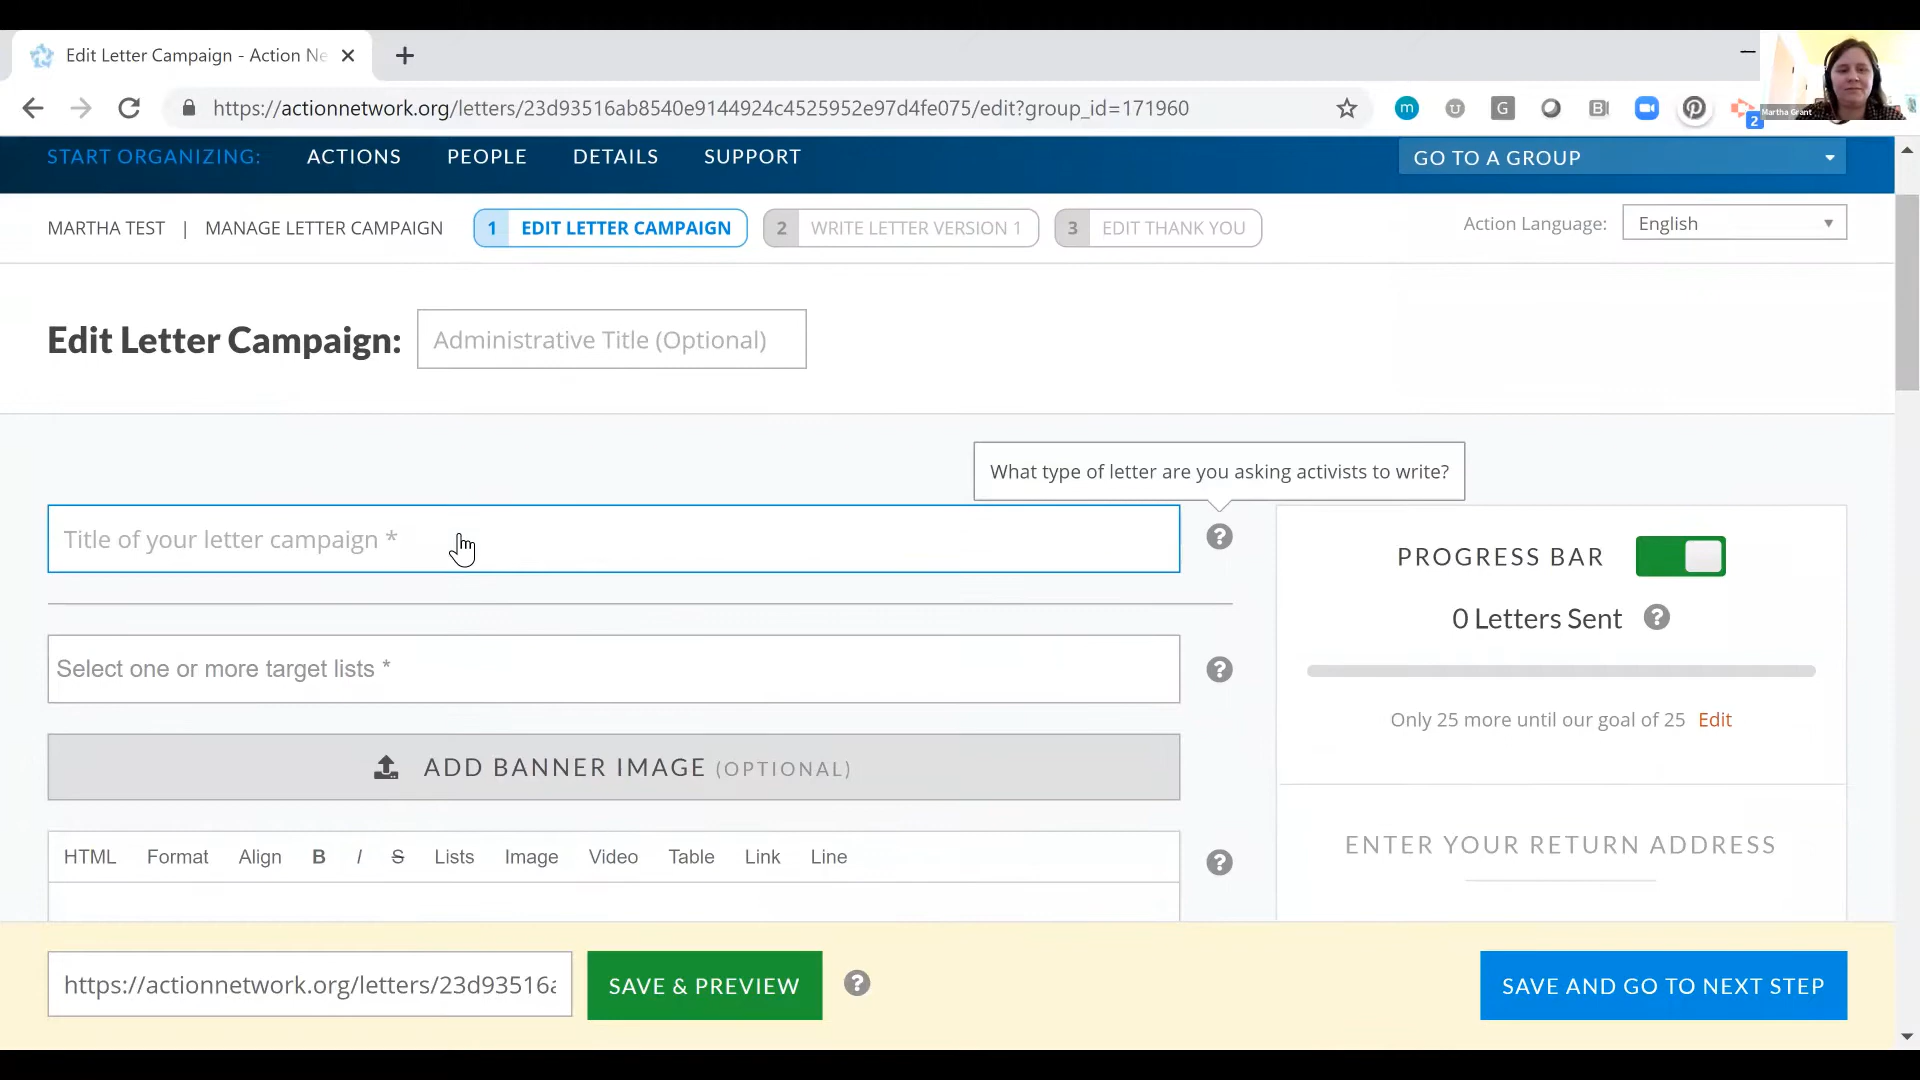 Edit Letter Campaign - Action Ne
https://actionnetwork.org/letters/23d93516ab8540e9144924c4525952e97d4fe075/edit?group_id=171960
m
G
B
2
Martha Grant
START ORGANIZING: ACTIONS PEOPLE DETAILS SUPPORT
GO TO A GROUP
MARTHA TEST | MANAGE LETTER CAMPAIGN 1 EDIT LETTER CAMPAIGN 2 WRITE LETTER VERSION 1 3 EDIT THANK YOU
Action Language: English
Edit Letter Campaign: Administrative Title (Optional)
What type of letter are you asking activists to write?
Title of your letter campaign * ?
PROGRESS BAR
0 Letters Sent ?
Select one or more target lists * ?
Only 25 more until our goal of 25 Edit
ADD BANNER IMAGE (OPTIONAL)
ENTER YOUR RETURN ADDRESS
HTML Format Align B I S Lists Image Video Table Link Line ?
https://actionnetwork.org/letters/23d93516a
SAVE & PREVIEW ?
SAVE AND GO TO NEXT STEP